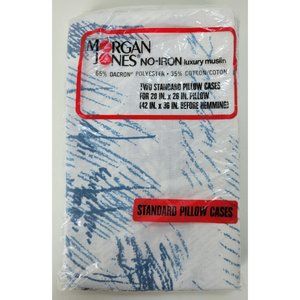 MORGAN
JONES® NO-IRON luxury muslin
65% DACRON® POLYESTER • 35% COTTON/COTON
TWO STANDARD PILLOW CASES
FOR 20 IN. x 26 IN. PILLOW
(42 IN. x 36 IN. BEFORE HEMMING)
STANDARD PILLOW CASES